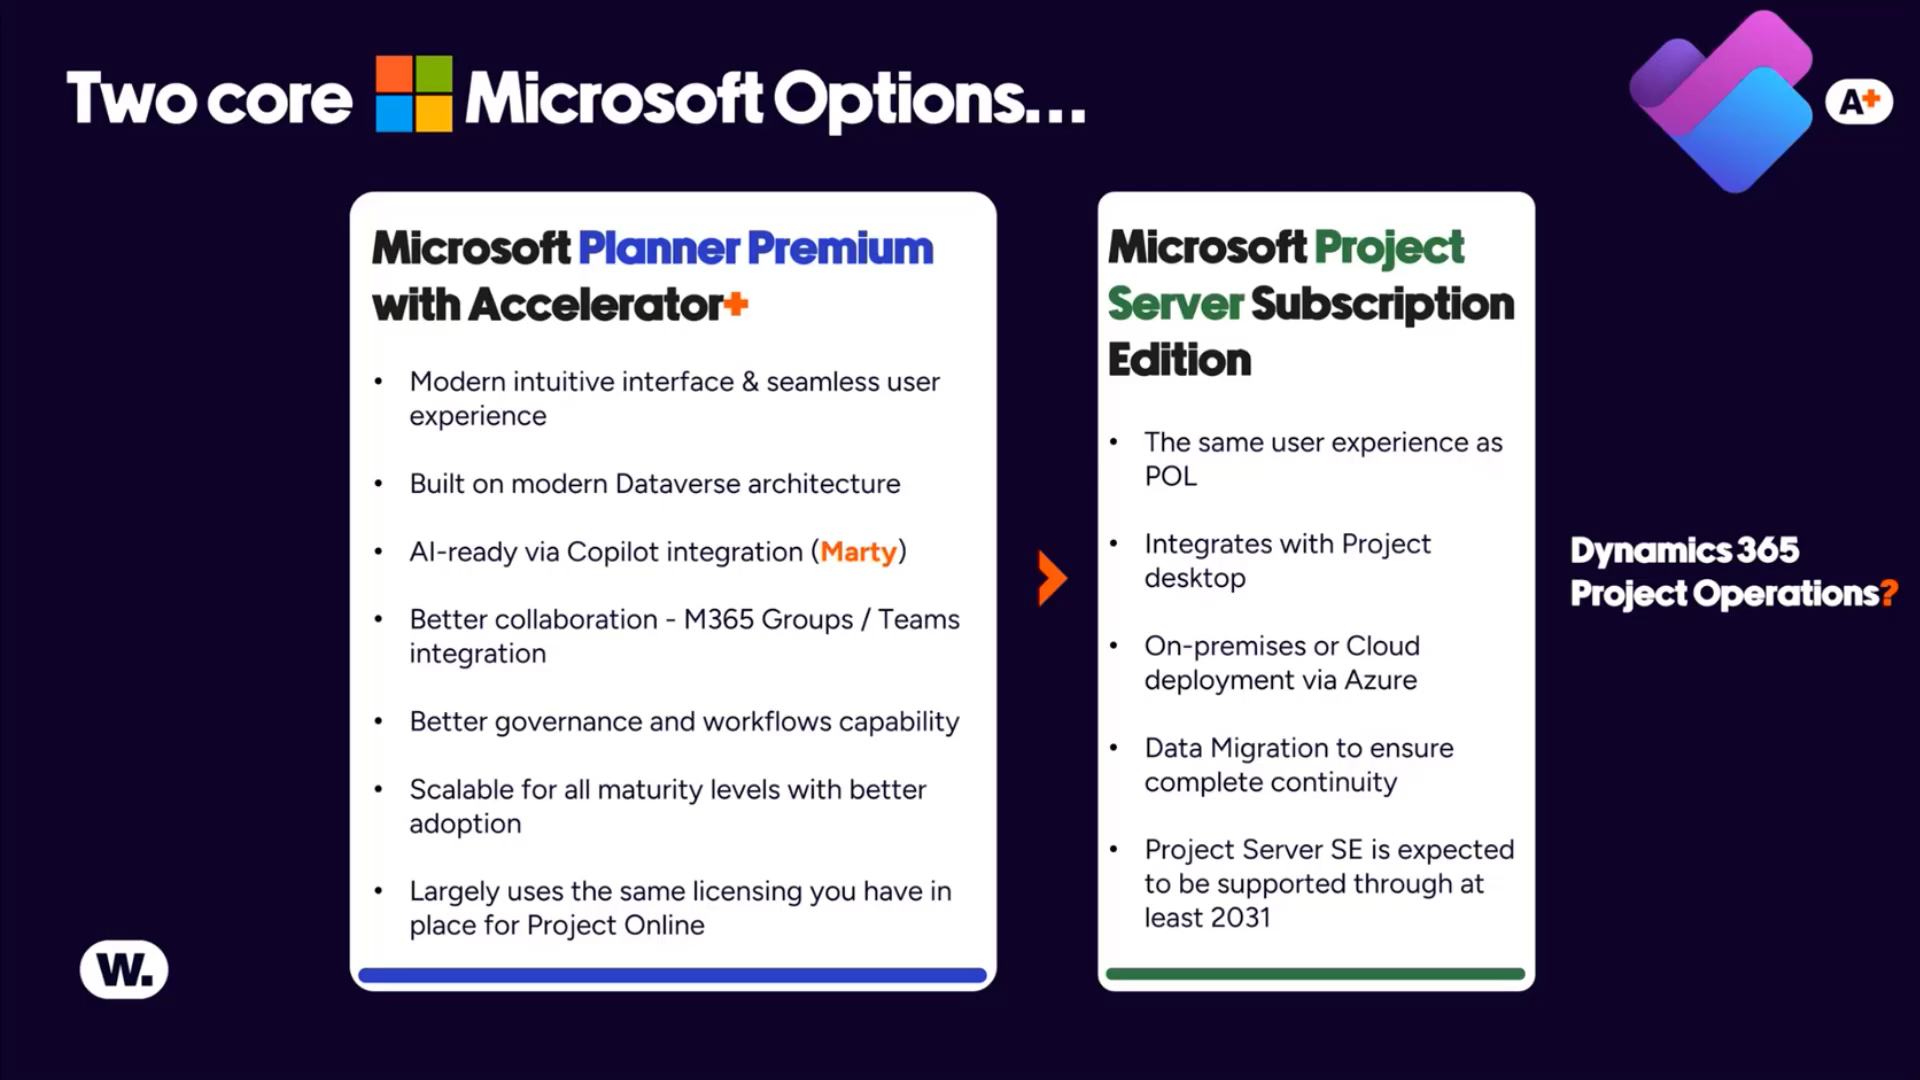 Two core Microsoft Options...
A+
Microsoft Planner Premium
with Accelerator+
• Modern intuitive interface & seamless user
experience
• Built on modern Dataverse architecture
• AI-ready via Copilot integration (Marty)
• Better collaboration - M365 Groups / Teams
integration
• Better governance and workflows capability
• Scalable for all maturity levels with better
adoption
• Largely uses the same licensing you have in
place for Project Online
Microsoft Project
Server Subscription
Edition
• The same user experience as
POL
• Integrates with Project
desktop
• On-premises or Cloud
deployment via Azure
• Data Migration to ensure
complete continuity
• Project Server SE is expected
to be supported through at
least 2031
Dynamics 365
Project Operations?
W.